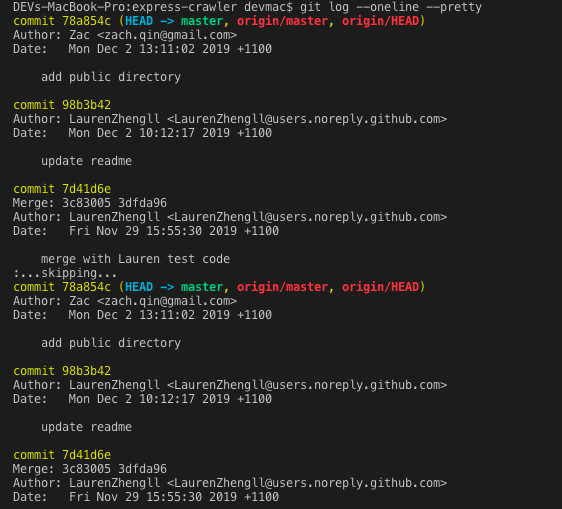 DEVs-MacBook-Pro:express-crawler devmac$ git log --oneline --pretty
commit 78a854c (HEAD -> master, origin/master, origin/HEAD)
Author: Zac <zach.qin@gmail.com>
Date:   Mon Dec 2 13:11:02 2019 +1100
    add public directory
commit 98b3b42
Author: LaurenZhengll <LaurenZhengll@users.noreply.github.com>
Date:   Mon Dec 2 10:12:17 2019 +1100
    update readme
commit 7d41d6e
Merge: 3c83005 3dfda96
Author: LaurenZhengll <LaurenZhengll@users.noreply.github.com>
Date:   Fri Nov 29 15:55:30 2019 +1100
    merge with Lauren test code
:...skipping...
commit 78a854c (HEAD -> master, origin/master, origin/HEAD)
Author: Zac <zach.qin@gmail.com>
Date:   Mon Dec 2 13:11:02 2019 +1100
    add public directory
commit 98b3b42
Author: LaurenZhengll <LaurenZhengll@users.noreply.github.com>
Date:   Mon Dec 2 10:12:17 2019 +1100
    update readme
commit 7d41d6e
Merge: 3c83005 3dfda96
Author: LaurenZhengll <LaurenZhengll@users.noreply.github.com>
Date:   Fri Nov 29 15:55:30 2019 +1100